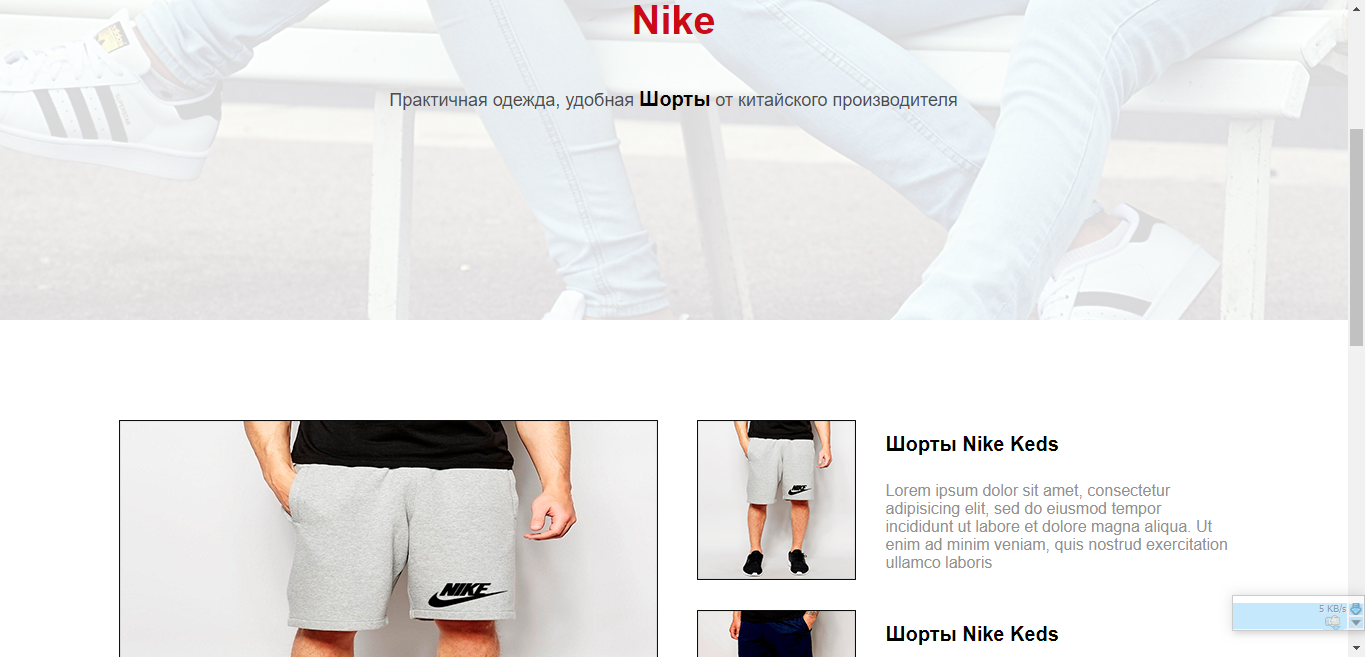 Nike
Практичная одежда, удобная Шорты от китайского производителя
NIKE
NIKE
Шорты Nike Keds
Lorem ipsum dolor sit amet, consectetur
adipisicing elit, sed do eiusmod tempor
incididunt ut labore et dolore magna aliqua. Ut
enim ad minim veniam, quis nostrud exercitation
ullamco laboris
5 KB/s
Шорты Nike Keds